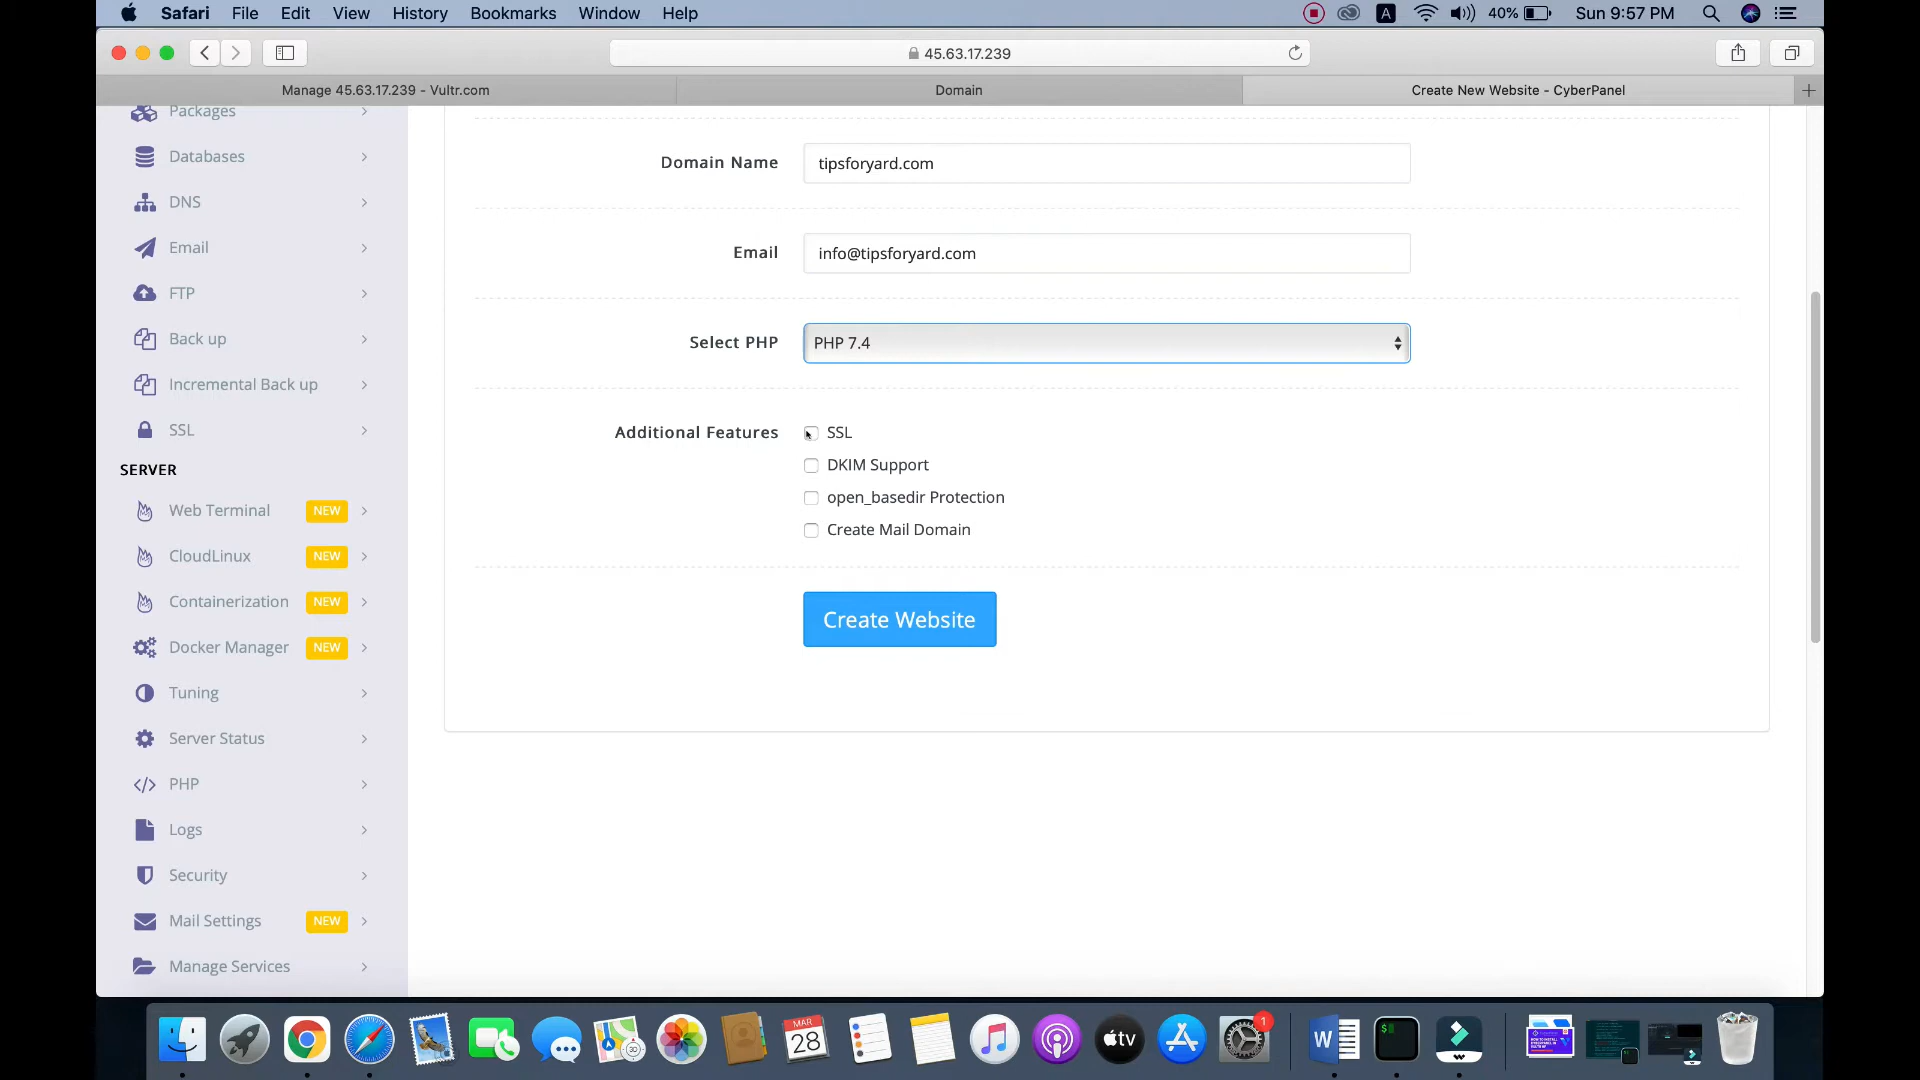 Safari File Edit View History Bookmarks Window Help A 40% Sun 9:57 PM
45.63.17.239
Manage 45.63.17.239 - Vultr.com
Domain
Create New Website - CyberPanel
Packages
Databases
DNS
Email
FTP
Back up
Incremental Back up
SSL
SERVER
Web Terminal NEW
CloudLinux NEW
Containerization NEW
Docker Manager NEW
Tuning
Server Status
PHP
Logs
Security
Mail Settings NEW
Manage Services
Domain Name tipsforyard.com
Email info@tipsforyard.com
Select PHP PHP 7.4
Additional Features SSL
DKIM Support
open_basedir Protection
Create Mail Domain
Create Website
MAR
28
tv
1
W
$